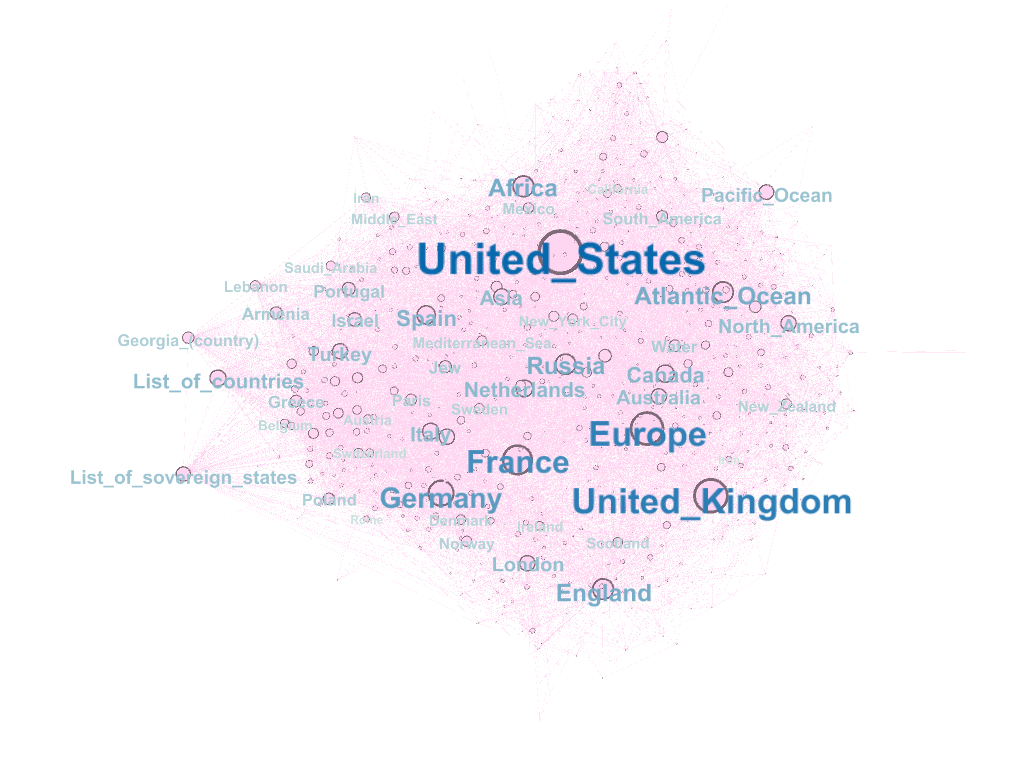 Africa
California
Pacific_Ocean
Iran
Mexico
Middle_East
South_America
United_States
Saudi_Arabia
Lebanon
Portugal
Asia
Atlantic_Ocean
Armenia
Israel
Spain
New_York_City
North_America
Georgia_(country)
Mediterranean_Sea
Water
Turkey
Jew
Russia
List_of_countries
Netherlands
Canada
Greece
Paris
Sweden
Australia
New_Zealand
Belgium
Austria
Italy
Europe
Switzerland
France
List_of_sovereign_states
Poland
Germany
United_Kingdom
Rome
Denmark
Ireland
Norway
Scotland
London
England